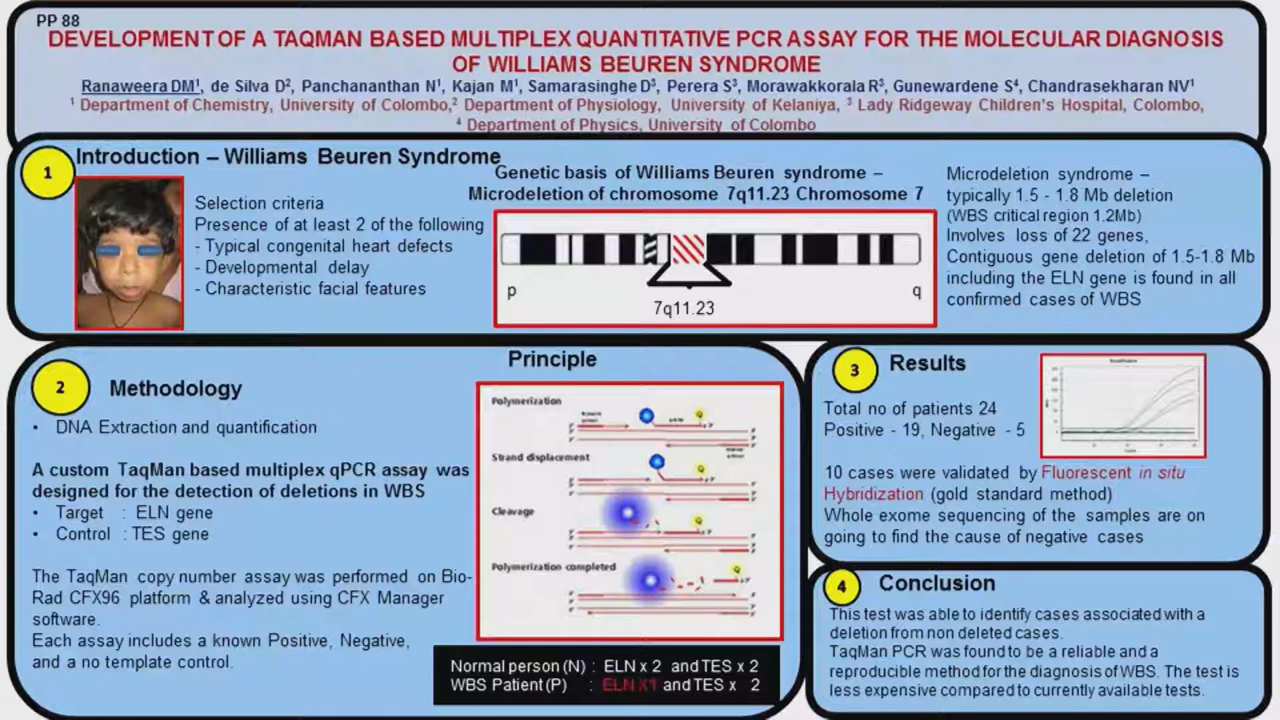 PP 88
DEVELOPMENT OF A TAQMAN BASED MULTIPLEX QUANTITATIVE PCR ASSAY FOR THE MOLECULAR DIAGNOSIS
OF WILLIAMS BEUREN SYNDROME
Ranaweera DM¹, de Silva D², Panchananthan N¹, Kajan M¹, Samarasinghe D³, Perera S³, Morawakkorala R³, Gunewardene S⁴, Chandrasekharan NV¹
¹ Department of Chemistry, University of Colombo,² Department of Physiology, University of Kelaniya, ³ Lady Ridgeway Children's Hospital, Colombo,
⁴ Department of Physics, University of Colombo
1
Introduction – Williams Beuren Syndrome
Selection criteria
Presence of at least 2 of the following
- Typical congenital heart defects
- Developmental delay
- Characteristic facial features
Genetic basis of Williams Beuren syndrome –
Microdeletion of chromosome 7q11.23 Chromosome 7
p
q
7q11.23
Microdeletion syndrome –
typically 1.5 - 1.8 Mb deletion
(WBS critical region 1.2Mb)
Involves loss of 22 genes,
Contiguous gene deletion of 1.5-1.8 Mb
including the ELN gene is found in all
confirmed cases of WBS
2
Methodology
• DNA Extraction and quantification
A custom TaqMan based multiplex qPCR assay was
designed for the detection of deletions in WBS
• Target : ELN gene
• Control : TES gene
The TaqMan copy number assay was performed on Bio-
Rad CFX96 platform & analyzed using CFX Manager
software.
Each assay includes a known Positive, Negative,
and a no template control.
Principle
Polymerization
Strand displacement
Cleavage
Polymerization completed
Normal person (N) : ELN x 2 and TES x 2
WBS Patient (P) : ELN X1 and TES x 2
3
Results
Total no of patients 24
Positive - 19, Negative - 5
10 cases were validated by Fluorescent in situ
Hybridization (gold standard method)
Whole exome sequencing of the samples are on
going to find the cause of negative cases
4
Conclusion
This test was able to identify cases associated with a
deletion from non deleted cases.
TaqMan PCR was found to be a reliable and a
reproducible method for the diagnosis of WBS. The test is
less expensive compared to currently available tests.